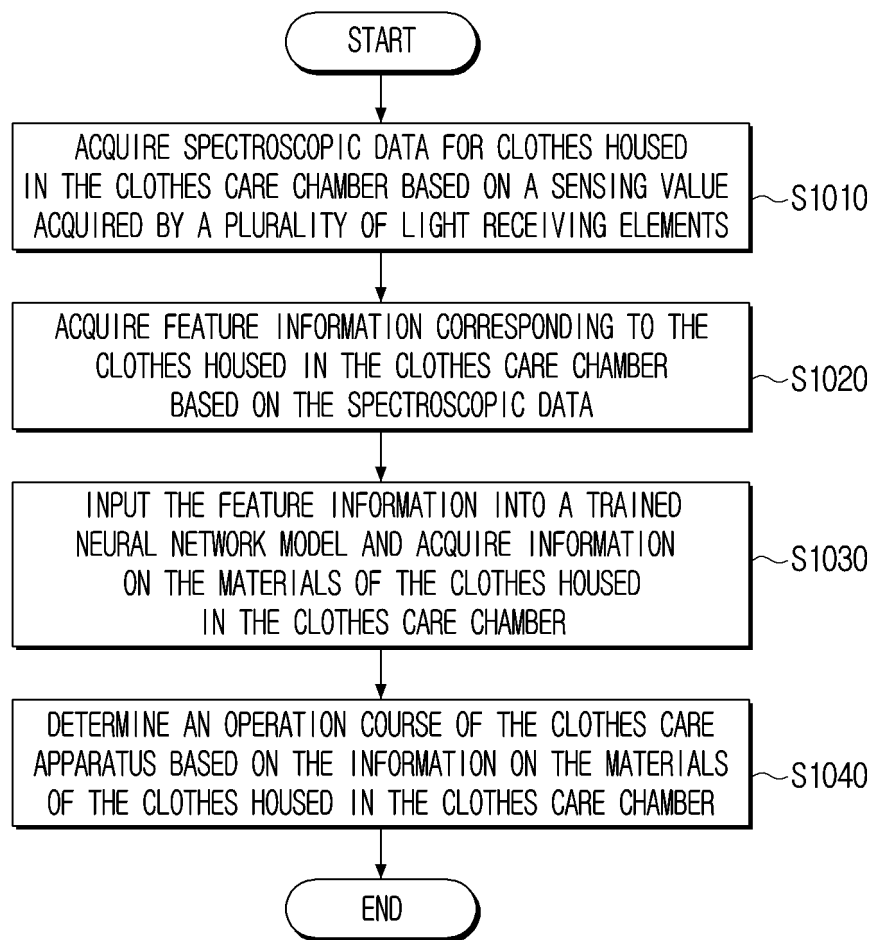 START
ACQUIRE SPECTROSCOPIC DATA FOR CLOTHES HOUSED
IN THE CLOTHES CARE CHAMBER BASED ON A SENSING VALUE
ACQUIRED BY A PLURALITY OF LIGHT RECEIVING ELEMENTS
S1010
ACQUIRE FEATURE INFORMATION CORRESPONDING TO THE
CLOTHES HOUSED IN THE CLOTHES CARE CHAMBER
BASED ON THE SPECTROSCOPIC DATA
S1020
INPUT THE FEATURE INFORMATION INTO A TRAINED
NEURAL NETWORK MODEL AND ACQUIRE INFORMATION
ON THE MATERIALS OF THE CLOTHES HOUSED
IN THE CLOTHES CARE CHAMBER
S1030
DETERMINE AN OPERATION COURSE OF THE CLOTHES CARE
APPARATUS BASED ON THE INFORMATION ON THE MATERIALS
OF THE CLOTHES HOUSED IN THE CLOTHES CARE CHAMBER
S1040
END